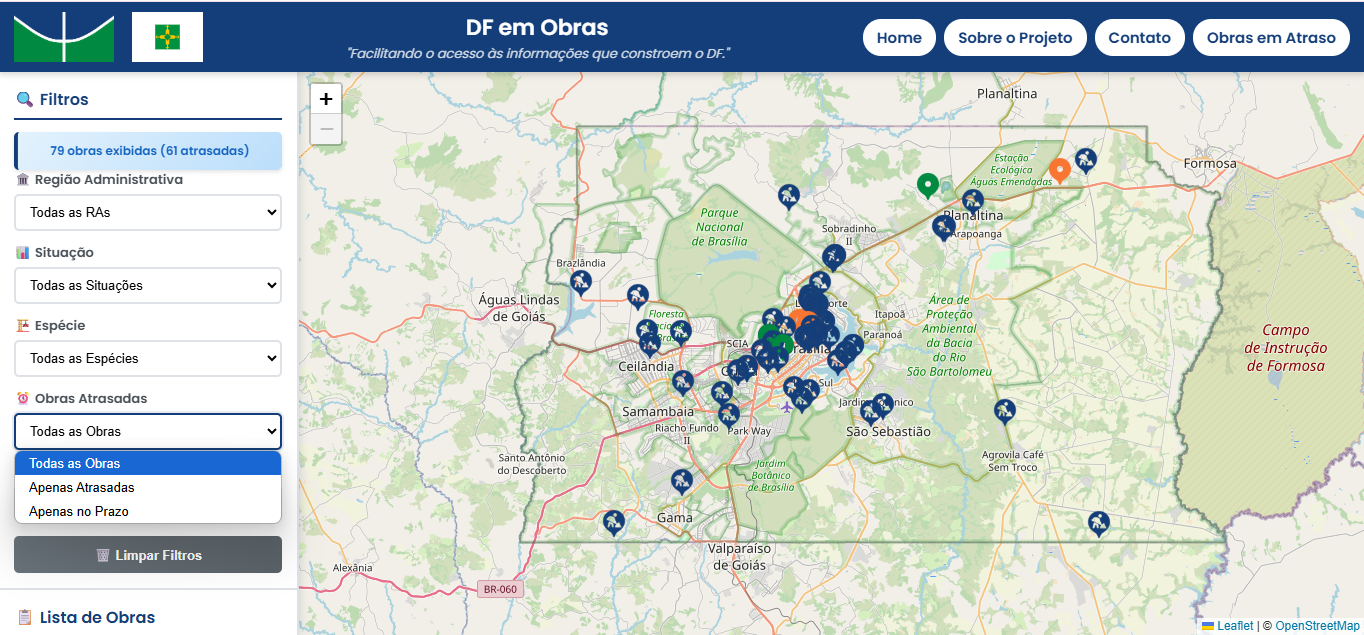 DF em Obras
"Facilitando o acesso às informações que constroem o DF."
Home
Sobre o Projeto
Contato
Obras em Atraso
Filtros
79 obras exibidas (61 atrasadas)
Região Administrativa
Todas as RAs
Situação
Todas as Situações
Espécie
Todas as Espécies
Obras Atrasadas
Todas as Obras
Todas as Obras
Apenas Atrasadas
Apenas no Prazo
Limpar Filtros
Lista de Obras
+
−
Planaltina
Formosa
Estação
Ecológica
Águas Emendadas
Planaltina
Arapoanga
Parque
Nacional
de Brasília
Sobradinho
II
Brazlândia
Águas Lindas
de Goiás
Floresta
Itapoã
Paranoá
Área de
Proteção
Ambiental
da Bacia
do Rio
São Bartolomeu
Campo
de Instrução
de Formosa
SCIA
Ceilândia
Sul
Samambaia
Riacho Fundo
II
Park Way
São Sebastião
Santo Antônio
do Descoberto
Jardim
Botânico
de Brasília
Agrovila Café
Sem Troco
Gama
Valparaíso
de Goiás
Alexânia
BR-060
Leaflet | © OpenStreetMap